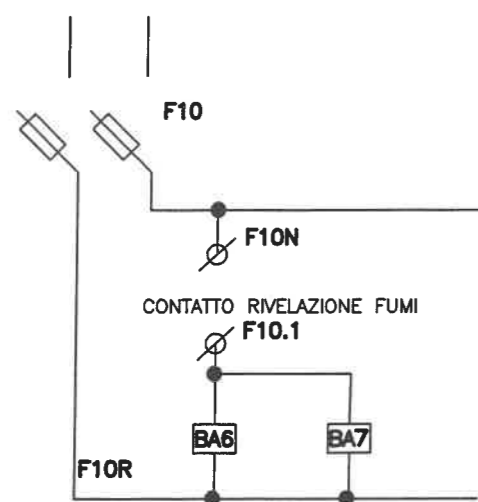 F10
F10N
CONTATTO RIVELAZIONE FUMI
F10.1
BA6
BA7
F10R